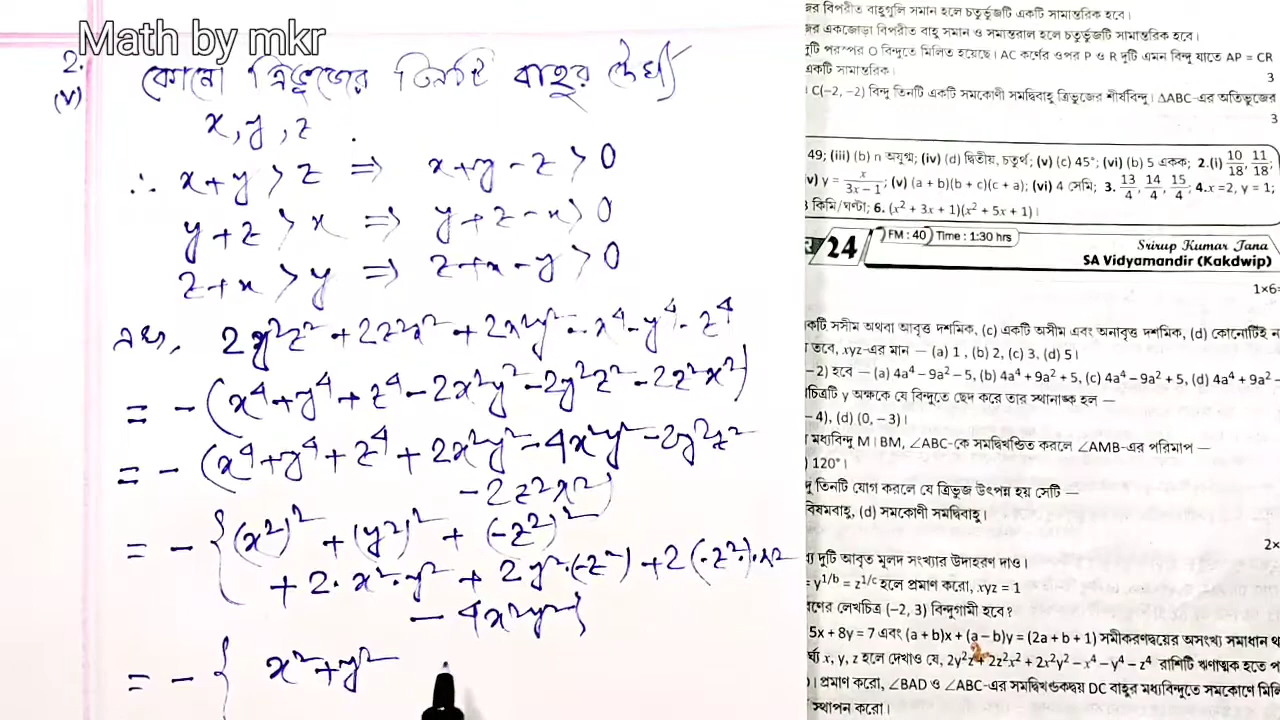 Math by mkr
2.
(v) কোনো ত্রিভুজের তিনটি বাহুর দৈর্ঘ্য
x, y, z .
∴ x+y > z ⇒ x+y-z > 0
y+z > x ⇒ y+z-x > 0
z+x > y ⇒ z+x-y > 0
এখন, 2y²z² + 2z²x² + 2x²y² - x⁴ - y⁴ - z⁴
= - (x⁴+y⁴+z⁴-2x²y²-2y²z²-2z²x²)
= - (x⁴+y⁴+z⁴+2x²y²-4x²y²-2y²z²
-2z²x²)
= - { (x²)² + (y²)² + (-z²)²
+ 2·x²·y² + 2y²·(-z²) + 2(-z²)·x²
- 4x²y² }
= - { x²+y²
জর বিপরীত বাহুগুলি সমান হলে চতুর্ভুজটি একটি সামান্তরিক হবে।
জর একজোড়া বিপরীত বাহু সমান ও সমান্তরাল হলে চতুর্ভুজটি সামান্তরিক হবে।
দুটি পরস্পর O বিন্দুতে মিলিত হয়েছে। AC কর্ণের ওপর P ও R দুটি এমন বিন্দু যাতে AP = CR
একটি সামান্তরিক।
3
। C(-2, -2) বিন্দু তিনটি একটি সমকোণী সমদ্বিবাহু ত্রিভুজের শীর্ষবিন্দু। ΔABC-এর অতিভুজের
3
49; (iii) (b) n অযুগ্ম; (iv) (d) দ্বিতীয়, চতুর্থ; (v) (c) 45°; (vi) (b) 5 একক; 2.(i) 10/18, 11/18,
v) y = x/(3x-1); (v) (a + b)(b + c)(c + a); (vi) 4 সেমি; 3. 13/4, 14/4, 15/4; 4.x =2, y = 1;
কিমি/ঘণ্টা; 6. (x² + 3x + 1)(x² + 5x + 1)।
24 FM : 40 Time : 1:30 hrs
Srirup Kumar Jana
SA Vidyamandir (Kakdwip)
1×6=
একটি সসীম অথবা আবৃত্ত দশমিক, (c) একটি অসীম এবং অনাবৃত্ত দশমিক, (d) কোনোটিই ন
তবে, xyz-এর মান — (a) 1 , (b) 2, (c) 3, (d) 5।
-2) হবে — (a) 4a⁴ - 9a² - 5, (b) 4a⁴ + 9a² + 5, (c) 4a⁴ - 9a² + 5, (d) 4a⁴ + 9a² -
চিত্রটি y অক্ষকে যে বিন্দুতে ছেদ করে তার স্থানাঙ্ক হল —
-4), (d) (0, -3)।
মধ্যবিন্দু M। BM, ∠ABC-কে সমদ্বিখণ্ডিত করলে ∠AMB-এর পরিমাপ —
120°।
দু তিনটি যোগ করলে যে ত্রিভুজ উৎপন্ন হয় সেটি —
বিষমবাহু, (d) সমকোণী সমদ্বিবাহু।
2×
দুটি আবৃত মূলদ সংখ্যার উদাহরণ দাও।
= y^1/b = z^1/c হলে প্রমাণ করো, xyz = 1
রণের লেখচিত্র (-2, 3) বিন্দুগামী হবে?
5x + 8y = 7 এবং (a + b)x + (a – b)y = (2a + b + 1) সমীকরণদ্বয়ের অসংখ্য সমাধান থ
র্ঘ্য x, y, z হলে দেখাও যে, 2y²z² + 2z²x² + 2x²y² – x⁴ – y⁴ – z⁴ রাশিটি ঋণাত্মক হতে প
। প্রমাণ করো, ∠BAD ও ∠ABC-এর সমদ্বিখণ্ডকদ্বয় DC বাহুর মধ্যবিন্দুতে সমকোণে মিলি
স্থাপন করো।